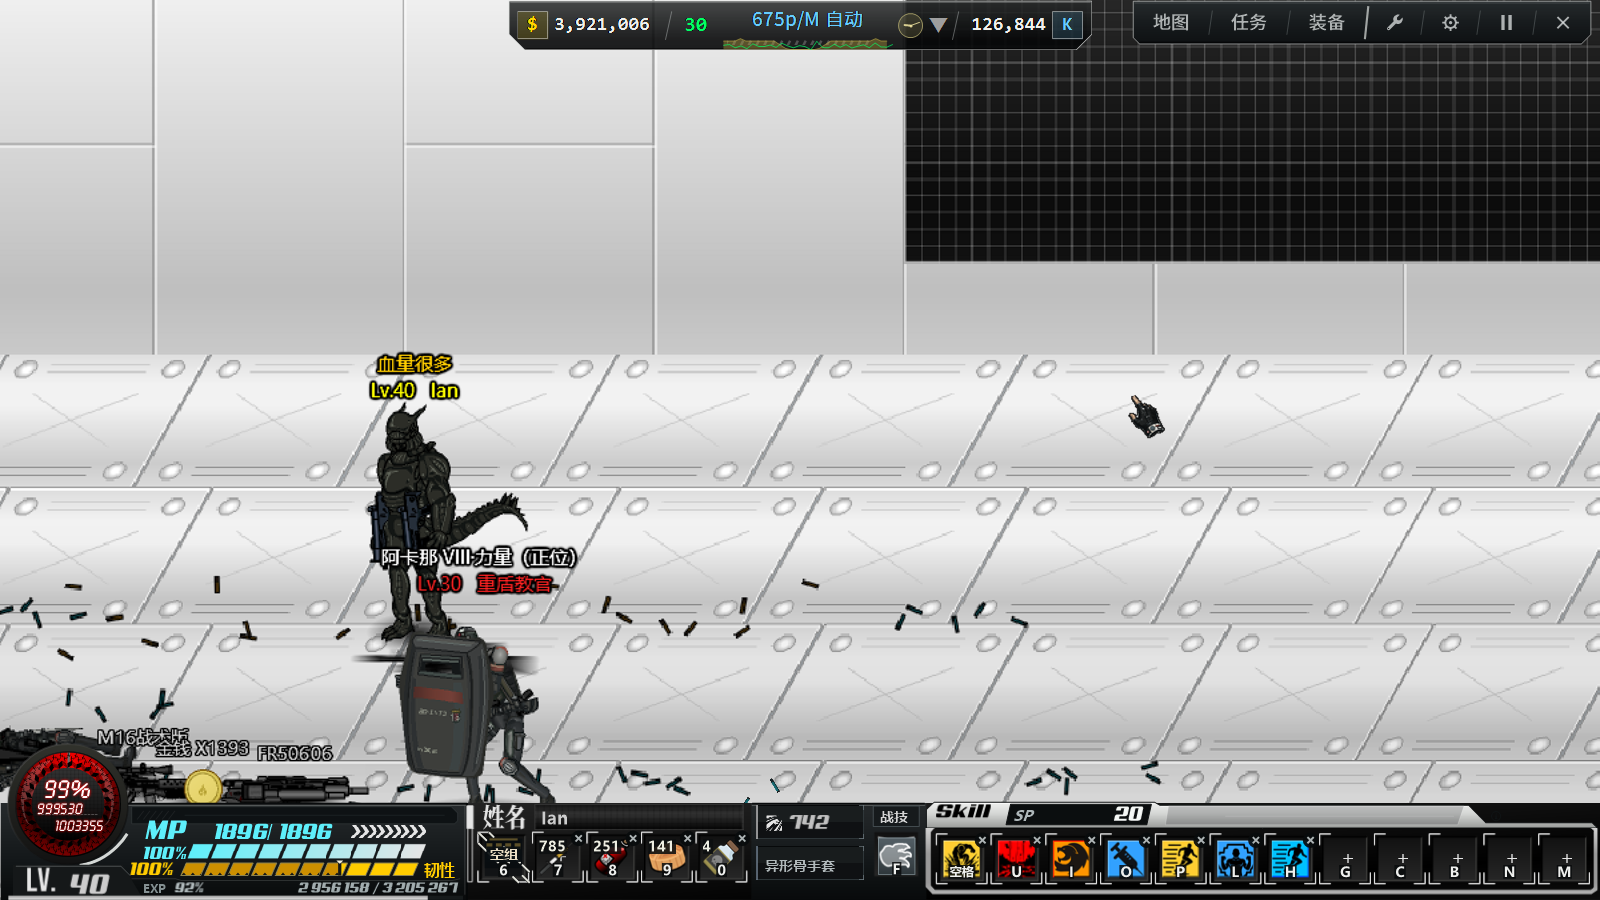 $ 3,921,006 30 675p/M 自动 126,844 K
地图 任务 装备
血量很多
Lv.40 Ian
阿卡那 VIII·力量 (正位)
Lv.30 重盾教官
M16战术版
金钱 X1393 FR50606
99%
999530
1003355
MP 1896/ 1896
100%
100% 韧性
LV. 40 EXP 92% 2 956 158 / 3 205 267
姓名 Ian
空组 6
785 7
251 8
141 9
4 0
742
异形骨手套
战技
F
Skill SP 20
空格 U I O P L H G C B N M